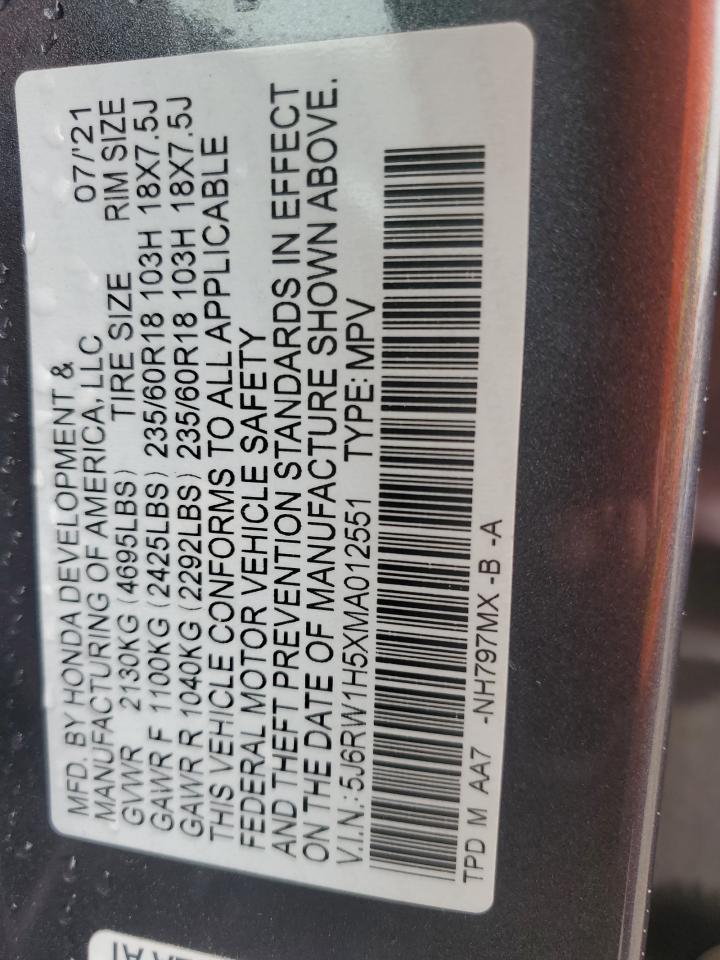 MFD. BY HONDA DEVELOPMENT &
MANUFACTURING OF AMERICA, LLC 07/'21
GVWR 2130KG (4695LBS) TIRE SIZE RIM SIZE
GAWR F 1100KG (2425LBS) 235/60R18 103H 18X7.5J
GAWR R 1040KG (2292LBS) 235/60R18 103H 18X7.5J
THIS VEHICLE CONFORMS TO ALL APPLICABLE
FEDERAL MOTOR VEHICLE SAFETY
AND THEFT PREVENTION STANDARDS IN EFFECT
ON THE DATE OF MANUFACTURE SHOWN ABOVE.
V.I.N.: 5J6RW1H5XMA012551 TYPE: MPV
TPD M AA7 -NH797MX -B -A